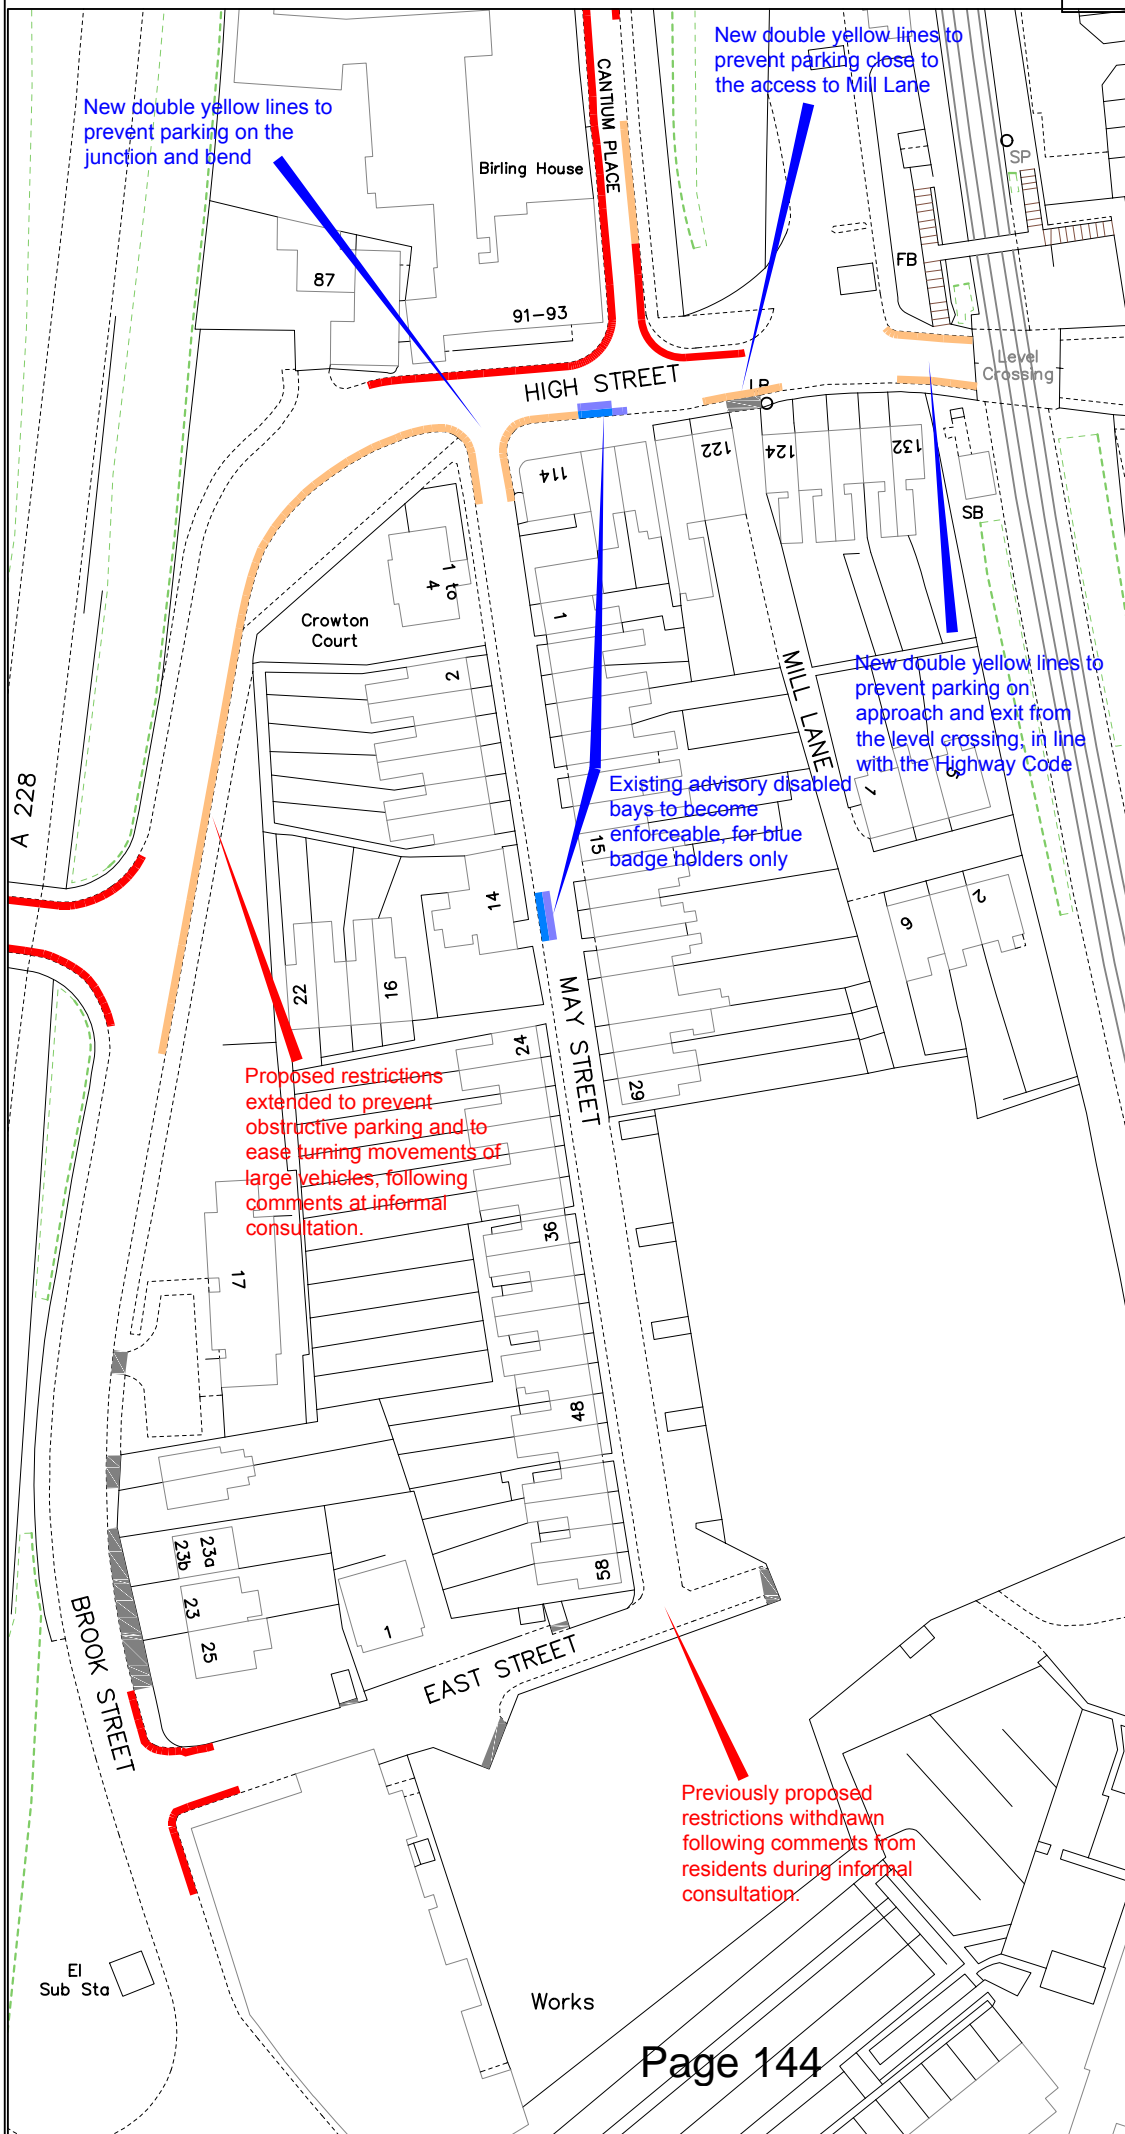 New double yellow lines to
prevent parking close to
the access to Mill Lane
New double yellow lines to
prevent parking on the
junction and bend
CANTIUM PLACE
Birling House
SP
FB
87
91-93
Level
Crossing
HIGH STREET
LB
114
122
124
132
SB
1 to
4
1
Crowton
Court
2
MILL LANE
New double yellow lines to
prevent parking on
approach and exit from
the level crossing, in line
with the Highway Code
A 228
Existing advisory disabled
bays to become
enforceable, for blue
badge holders only
15
14
22
16
6
2
MAY STREET
24
29
Proposed restrictions
extended to prevent
obstructive parking and to
ease turning movements of
large vehicles, following
comments at informal
consultation.
36
17
48
58
23a
23b
23
25
1
BROOK STREET
EAST STREET
Previously proposed
restrictions withdrawn
following comments from
residents during informal
consultation.
El
Sub Sta
Works
Page 144